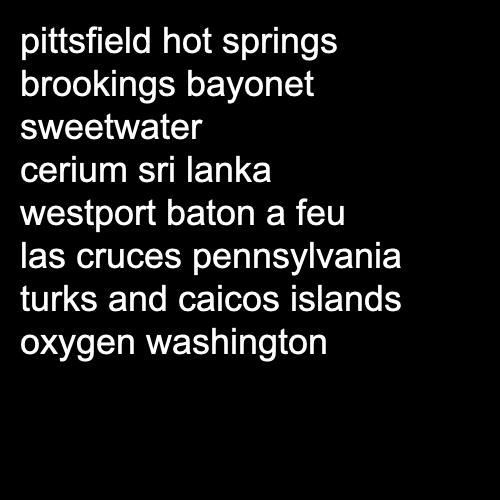 pittsfield hot springs
brookings bayonet
sweetwater
cerium sri lanka
westport baton a feu
las cruces pennsylvania
turks and caicos islands
oxygen washington